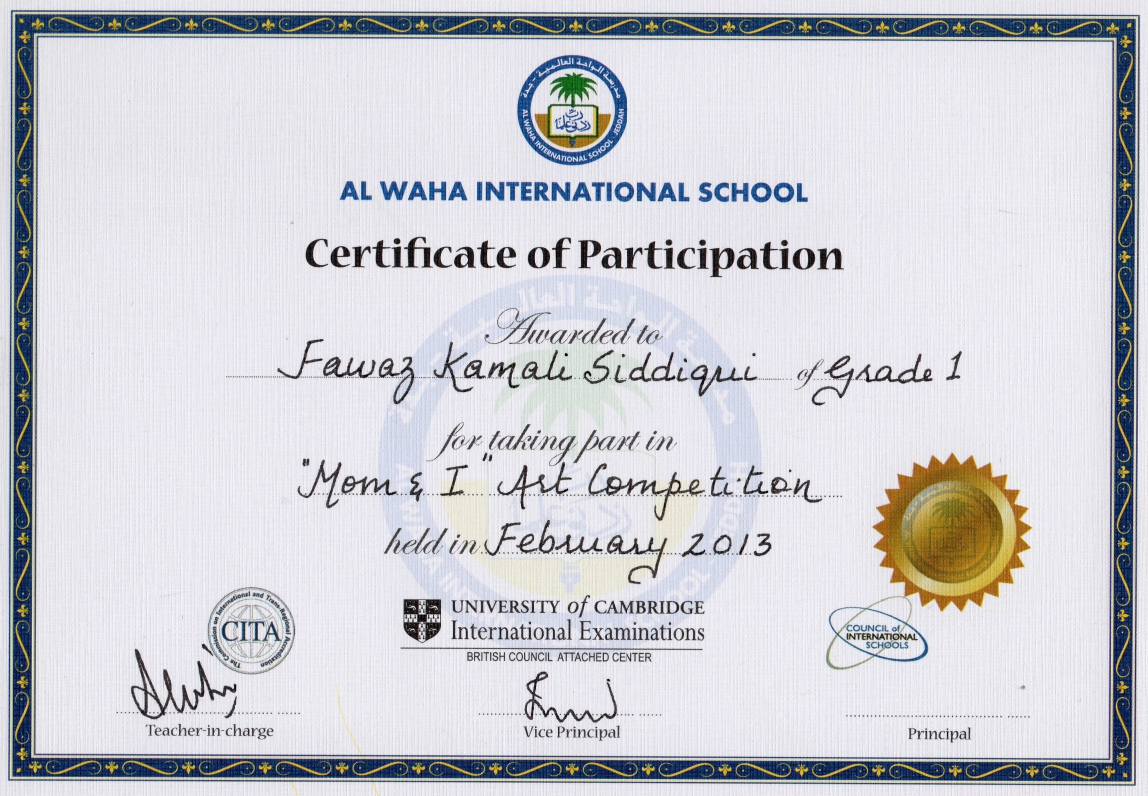 مدرسة الواحة العالمية - جدة
AL WAHA INTERNATIONAL SCHOOL - JEDDAH
AL WAHA INTERNATIONAL SCHOOL
Certificate of Participation
Awarded to
Fawaz Kamali Siddiqui of Grade 1
for taking part in
"Mom & I" Art Competition
held in February 2013
The Commission on International and Trans-Regional Accreditation
CITA
UNIVERSITY of CAMBRIDGE
International Examinations
BRITISH COUNCIL ATTACHED CENTER
COUNCIL of
INTERNATIONAL
SCHOOLS
Teacher-in-charge
Vice Principal
Principal